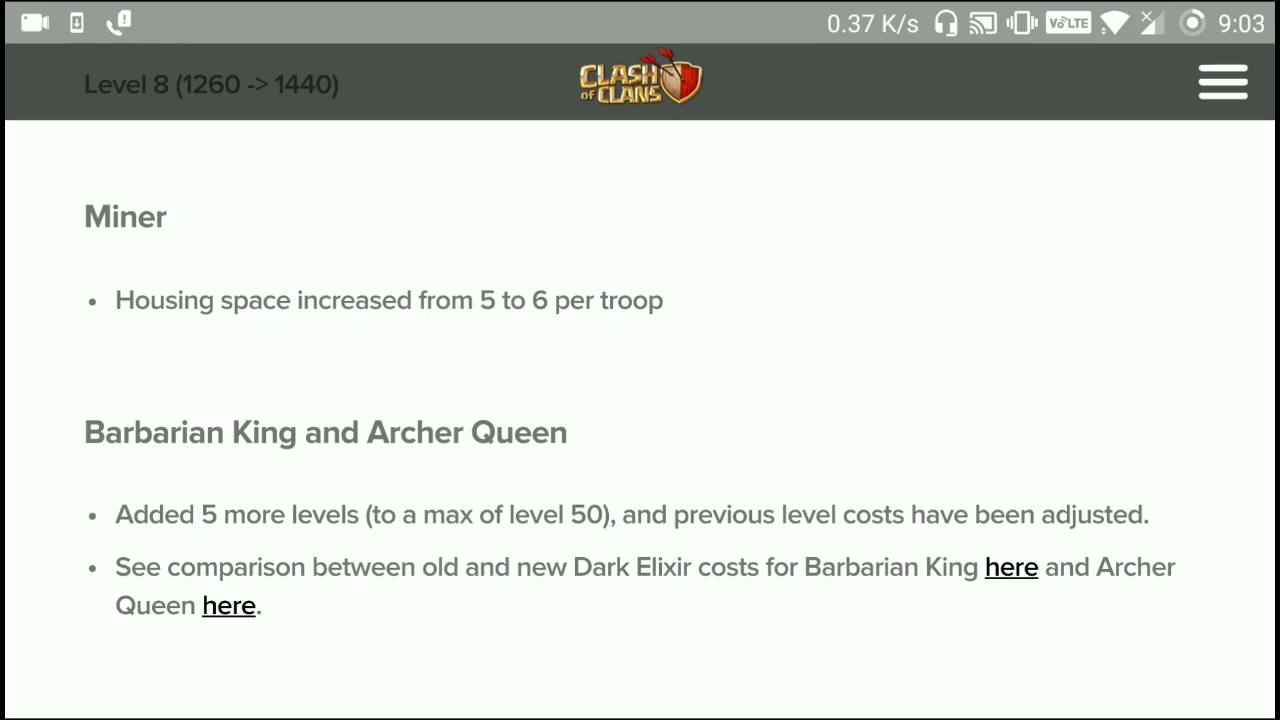 0.37 K/s VoLTE 9:03
Level 8 (1260 -> 1440)
CLASH
OF CLANS
Miner
• Housing space increased from 5 to 6 per troop
Barbarian King and Archer Queen
• Added 5 more levels (to a max of level 50), and previous level costs have been adjusted.
• See comparison between old and new Dark Elixir costs for Barbarian King here and Archer
Queen here.